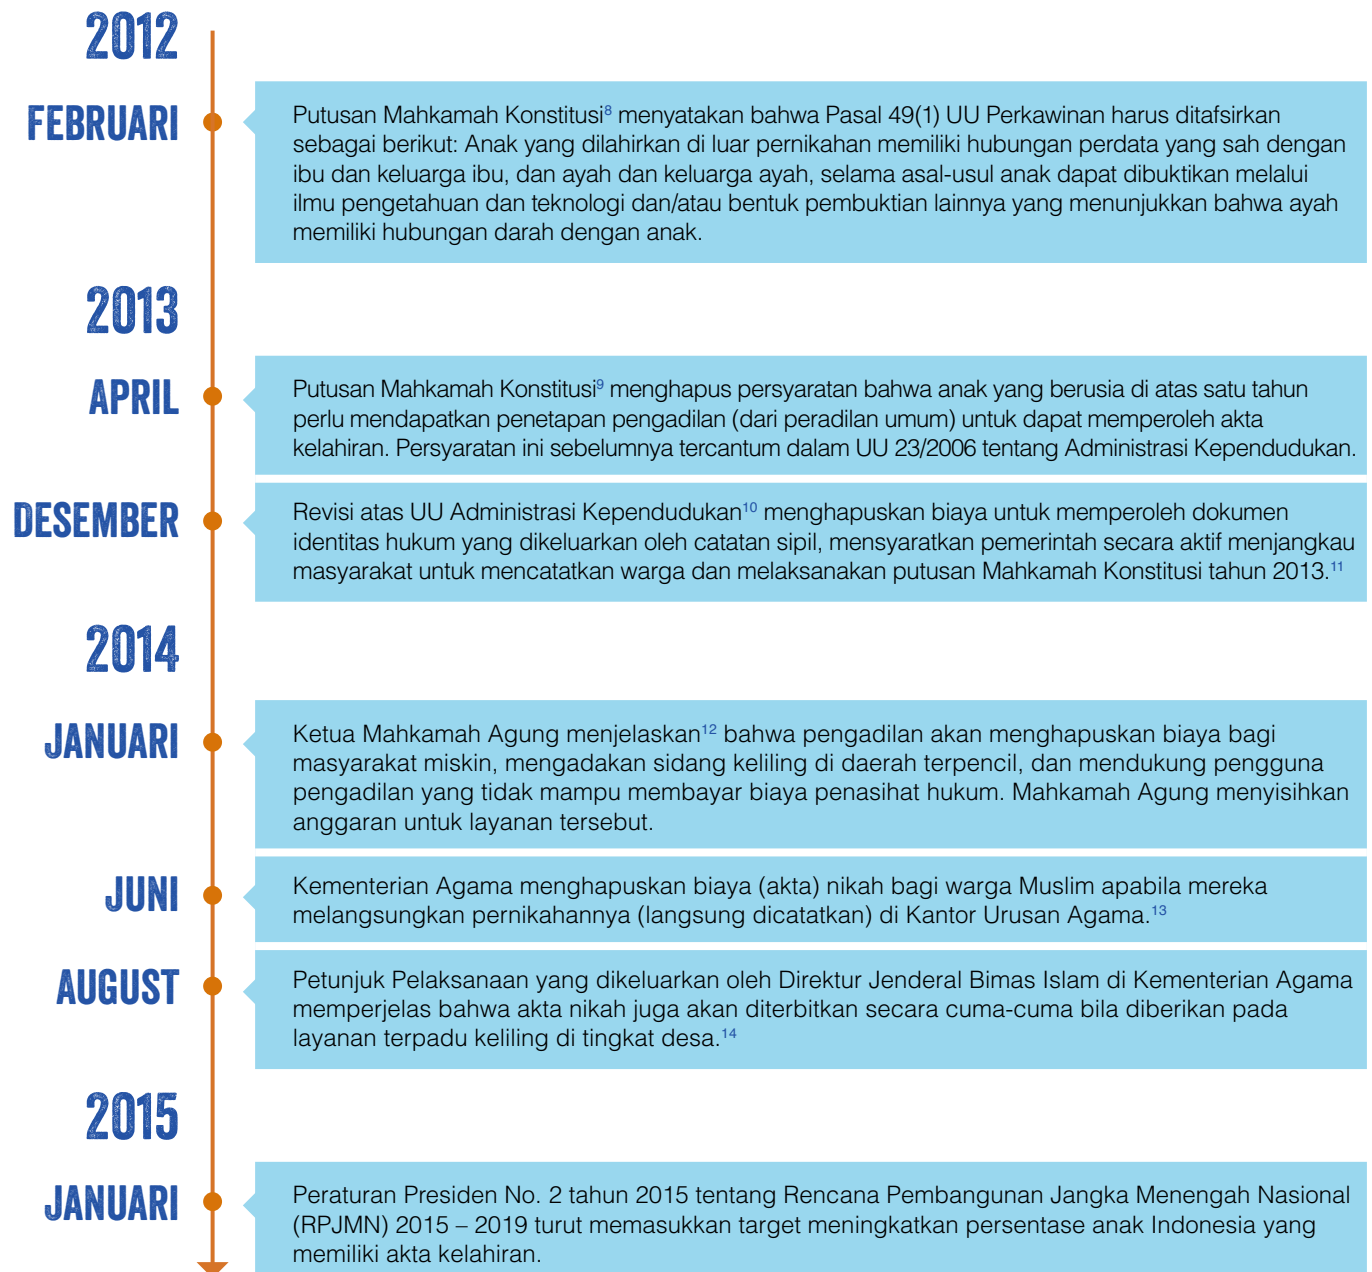 2012
FEBRUARI
Putusan Mahkamah Konstitusi⁸ menyatakan bahwa Pasal 49(1) UU Perkawinan harus ditafsirkan
sebagai berikut: Anak yang dilahirkan di luar pernikahan memiliki hubungan perdata yang sah dengan
ibu dan keluarga ibu, dan ayah dan keluarga ayah, selama asal-usul anak dapat dibuktikan melalui
ilmu pengetahuan dan teknologi dan/atau bentuk pembuktian lainnya yang menunjukkan bahwa ayah
memiliki hubungan darah dengan anak.
2013
APRIL
Putusan Mahkamah Konstitusi⁹ menghapus persyaratan bahwa anak yang berusia di atas satu tahun
perlu mendapatkan penetapan pengadilan (dari peradilan umum) untuk dapat memperoleh akta
kelahiran. Persyaratan ini sebelumnya tercantum dalam UU 23/2006 tentang Administrasi Kependudukan.
DESEMBER
Revisi atas UU Administrasi Kependudukan¹⁰ menghapuskan biaya untuk memperoleh dokumen
identitas hukum yang dikeluarkan oleh catatan sipil, mensyaratkan pemerintah secara aktif menjangkau
masyarakat untuk mencatatkan warga dan melaksanakan putusan Mahkamah Konstitusi tahun 2013.¹¹
2014
JANUARI
Ketua Mahkamah Agung menjelaskan¹² bahwa pengadilan akan menghapuskan biaya bagi
masyarakat miskin, mengadakan sidang keliling di daerah terpencil, dan mendukung pengguna
pengadilan yang tidak mampu membayar biaya penasihat hukum. Mahkamah Agung menyisihkan
anggaran untuk layanan tersebut.
JUNI
Kementerian Agama menghapuskan biaya (akta) nikah bagi warga Muslim apabila mereka
melangsungkan pernikahannya (langsung dicatatkan) di Kantor Urusan Agama.¹³
AUGUST
Petunjuk Pelaksanaan yang dikeluarkan oleh Direktur Jenderal Bimas Islam di Kementerian Agama
memperjelas bahwa akta nikah juga akan diterbitkan secara cuma-cuma bila diberikan pada
layanan terpadu keliling di tingkat desa.¹⁴
2015
JANUARI
Peraturan Presiden No. 2 tahun 2015 tentang Rencana Pembangunan Jangka Menengah Nasional
(RPJMN) 2015 – 2019 turut memasukkan target meningkatkan persentase anak Indonesia yang
memiliki akta kelahiran.